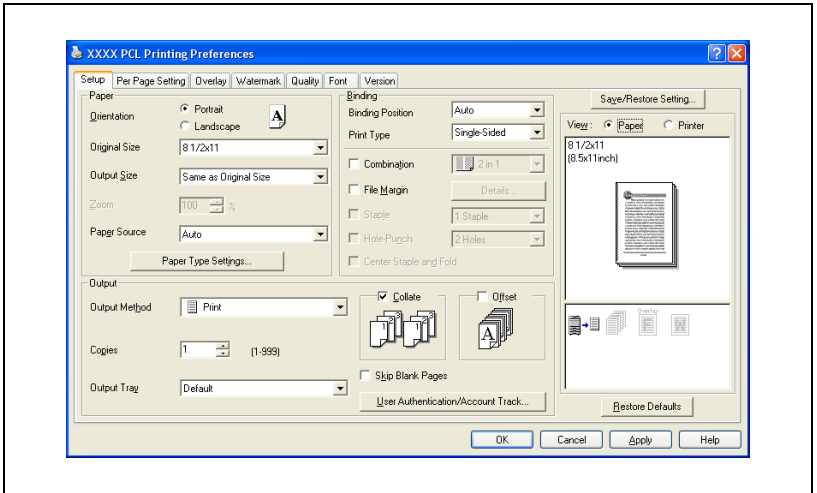 XXXX PCL Printing Preferences
Setup Per Page Setting Overlay Watermark Quality Font Version
Paper
Orientation
Portrait
Landscape
A
Original Size 8 1/2x11
Output Size Same as Original Size
Zoom 100 %
Paper Source Auto
Paper Type Settings...
Binding
Binding Position Auto
Print Type Single-Sided
Combination 2 in 1
File Margin Details...
Staple 1 Staple
Hole-Punch 2 Holes
Center Staple and Fold
Output
Output Method Print
Copies 1 (1-999)
Output Tray Default
Collate
1 1 1
Offset
A
Skip Blank Pages
User Authentication/Account Track...
Save/Restore Setting...
View : Paper Printer
8 1/2x11
(8.5x11inch)
Overlay
Restore Defaults
OK Cancel Apply Help